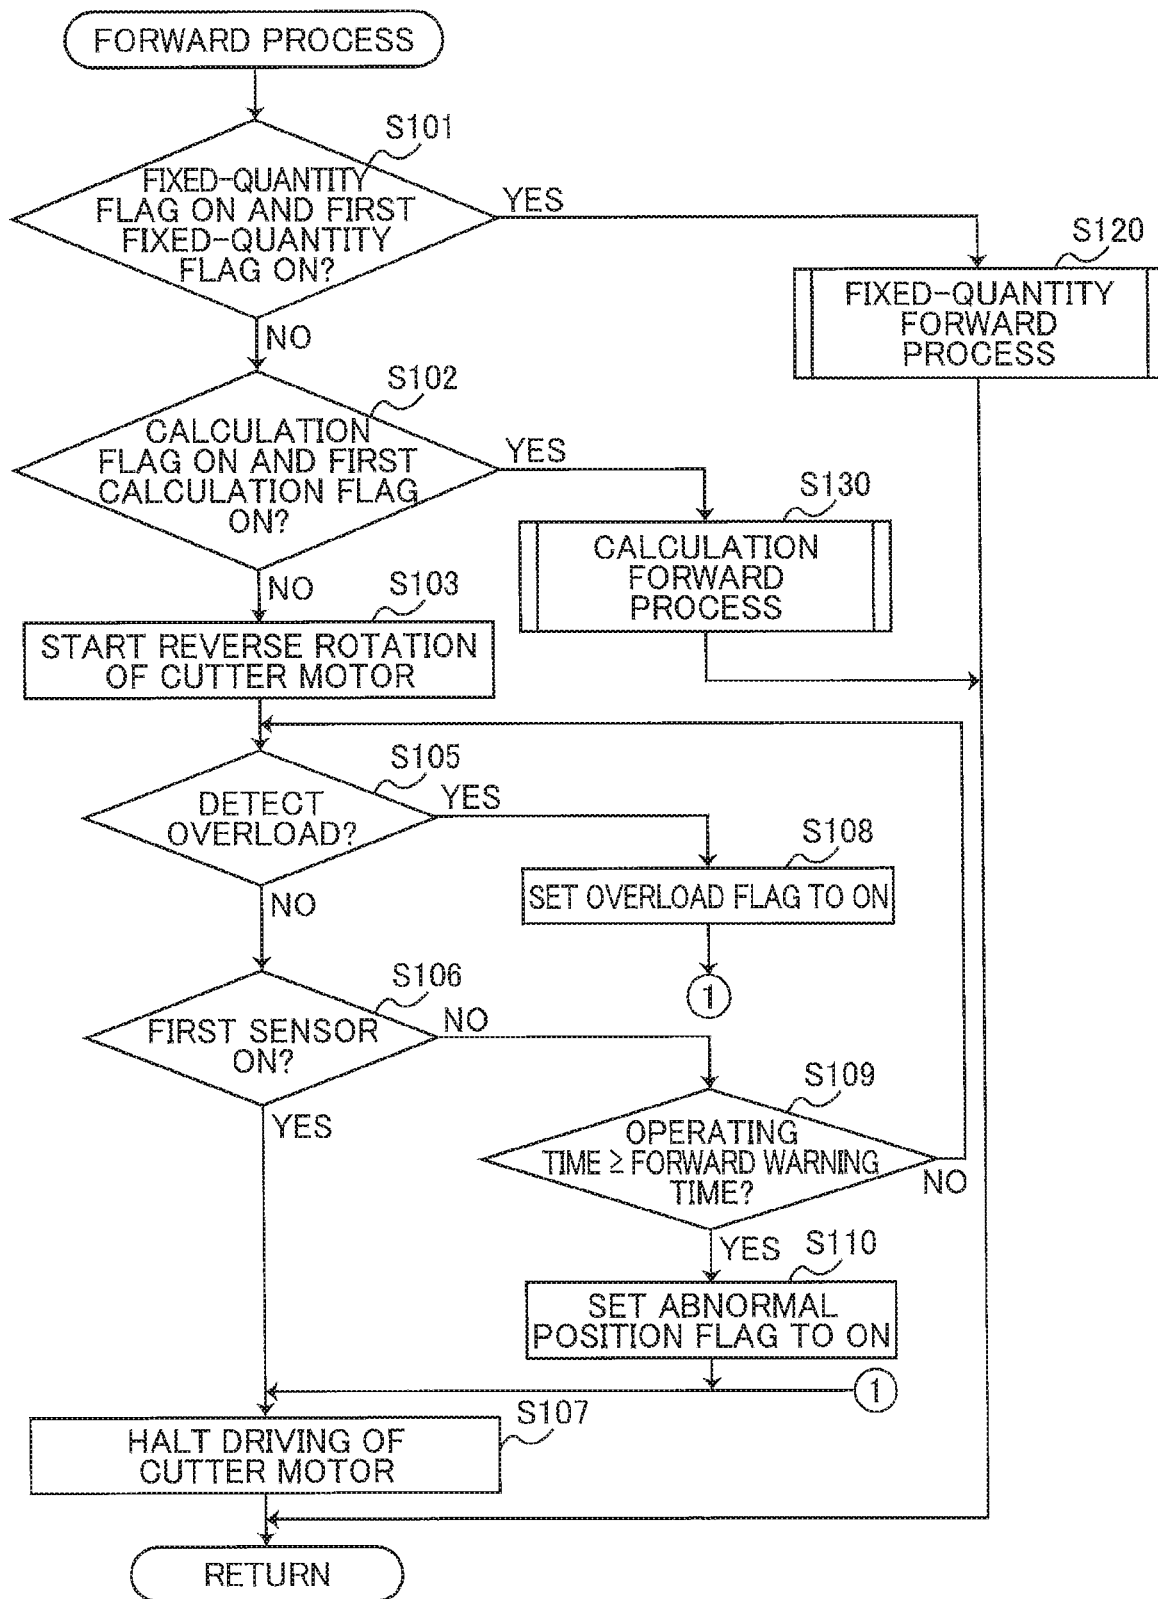 FORWARD PROCESS
S101
FIXED-QUANTITY
FLAG ON AND FIRST
FIXED-QUANTITY
FLAG ON?
YES
NO
S120
FIXED-QUANTITY
FORWARD
PROCESS
S102
CALCULATION
FLAG ON AND FIRST
CALCULATION FLAG
ON?
YES
NO
S130
CALCULATION
FORWARD
PROCESS
S103
START REVERSE ROTATION
OF CUTTER MOTOR
S105
DETECT
OVERLOAD?
YES
NO
S108
SET OVERLOAD FLAG TO ON
1
S106
FIRST SENSOR
ON?
NO
YES
S109
OPERATING
TIME ≥ FORWARD WARNING
TIME?
NO
YES
S110
SET ABNORMAL
POSITION FLAG TO ON
1
S107
HALT DRIVING OF
CUTTER MOTOR
RETURN